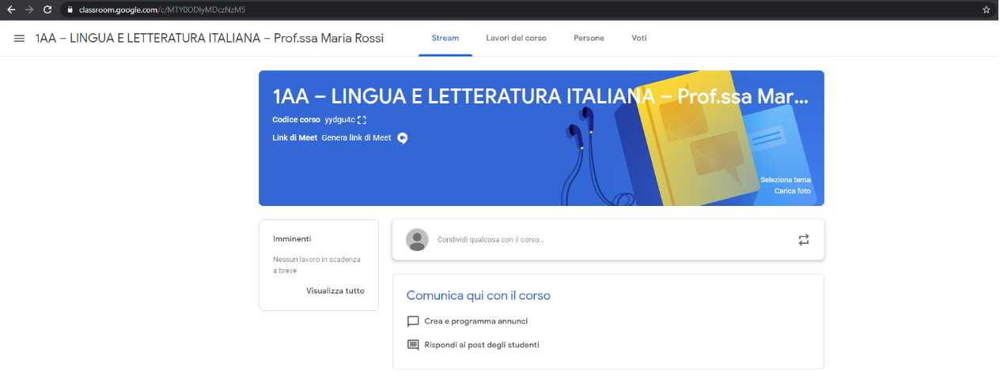 classroom.google.com/c/MTY0ODIyMDczNzM5
1AA – LINGUA E LETTERATURA ITALIANA – Prof.ssa Maria Rossi
Stream
Lavori del corso
Persone
Voti
1AA – LINGUA E LETTERATURA ITALIANA – Prof.ssa Mar...
Codice corso yydgu4c
Link di Meet Genera link di Meet
Seleziona tema
Carica foto
Imminenti
Nessun lavoro in scadenza
a breve
Visualizza tutto
Condividi qualcosa con il corso...
Comunica qui con il corso
Crea e programma annunci
Rispondi ai post degli studenti